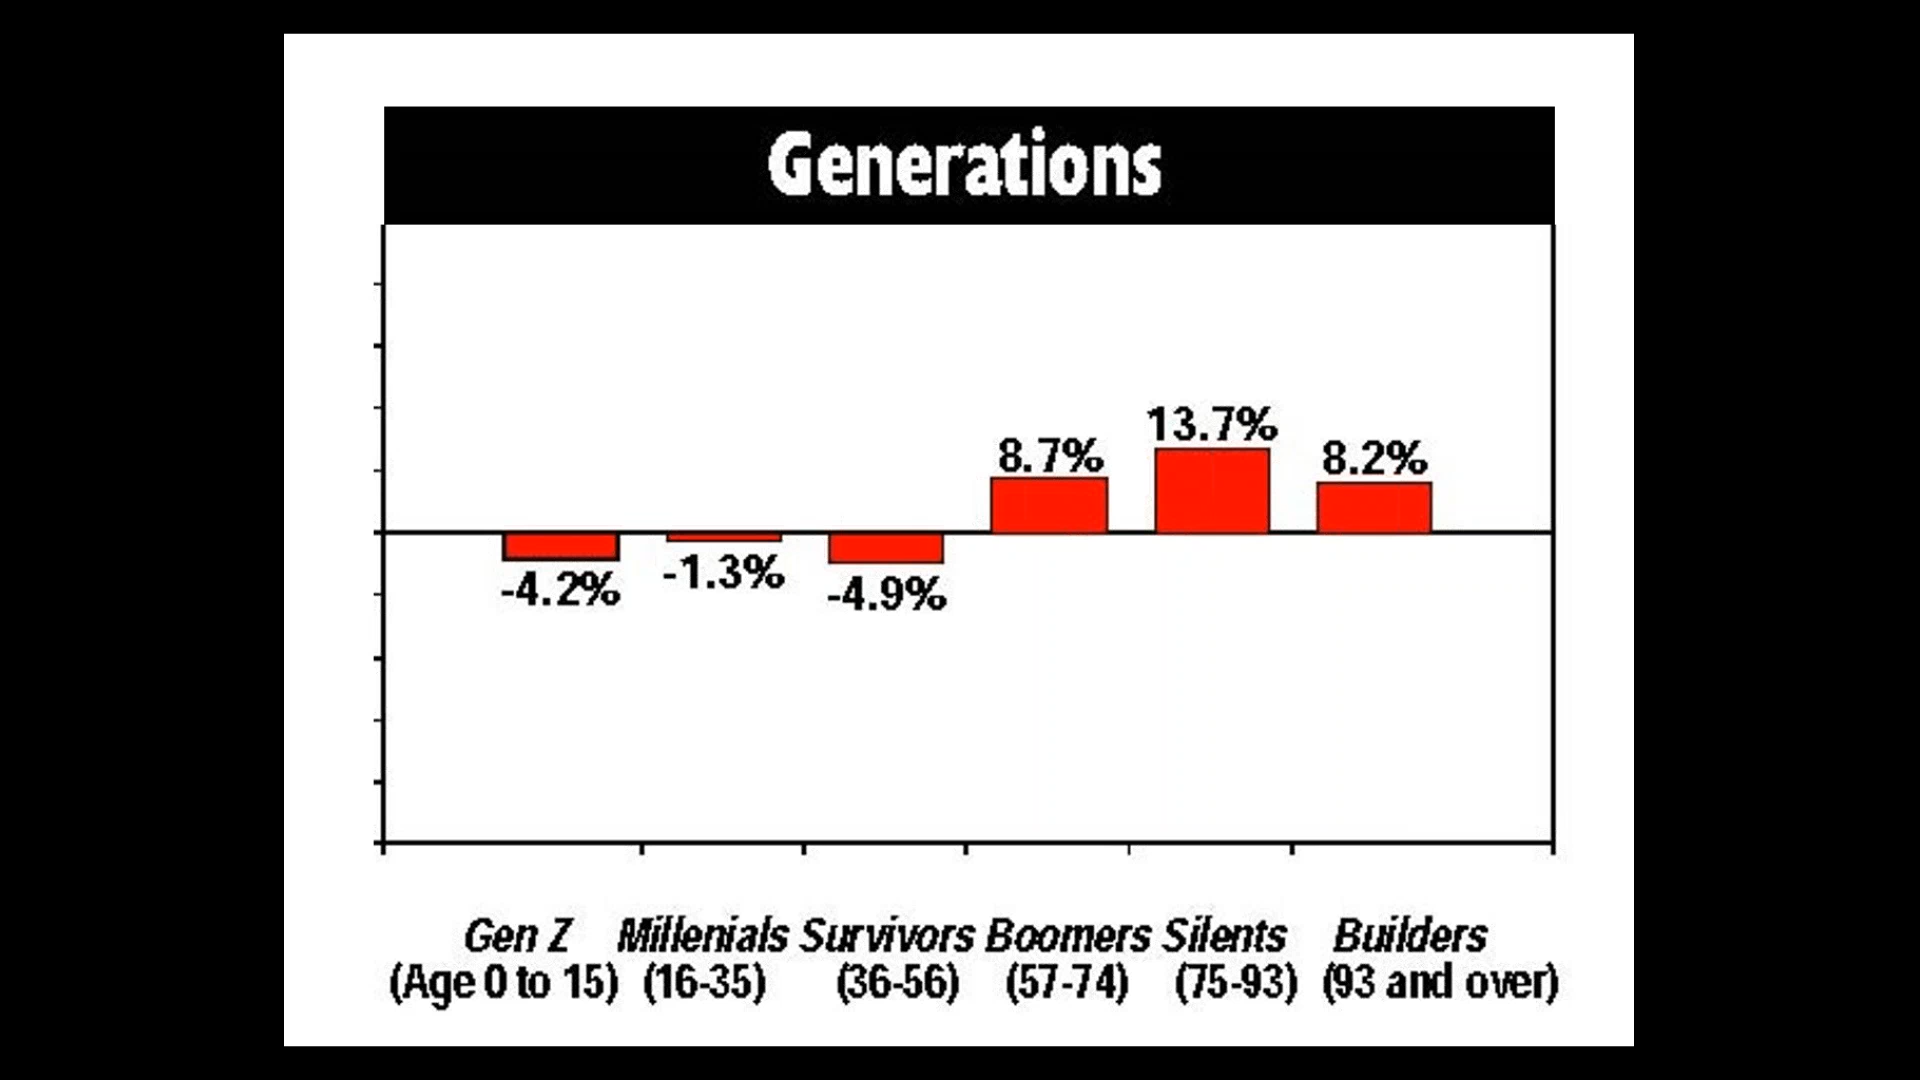 Generations
13.7%
8.7%
8.2%
-4.2%
-1.3%
-4.9%
Gen Z Millenials Survivors Boomers Silents Builders
(Age 0 to 15) (16-35) (36-56) (57-74) (75-93) (93 and over)